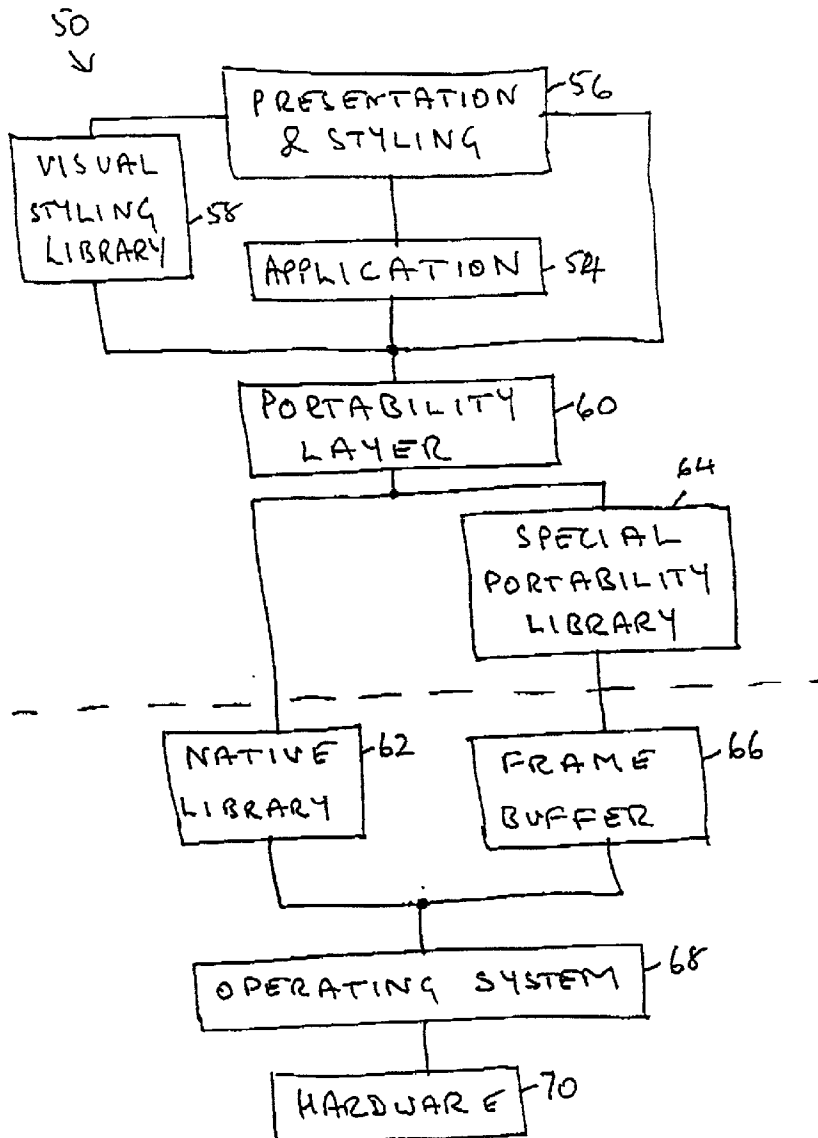 50
PRESENTATION
& STYLING
56
VISUAL
STYLING
LIBRARY
58
APPLICATION
54
PORTABILITY
LAYER
60
64
SPECIAL
PORTABILITY
LIBRARY
NATIVE
LIBRARY
62
FRAME
BUFFER
66
OPERATING SYSTEM
68
HARDWARE
70